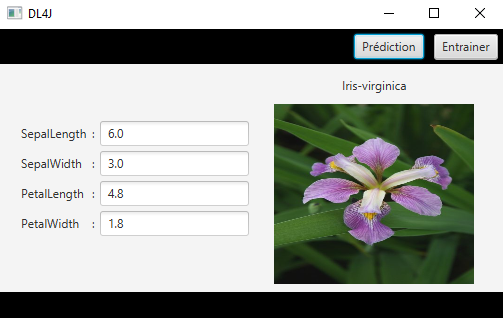 DL4J
Prédiction Entrainer
Iris-virginica
SepalLength : 6.0
SepalWidth : 3.0
PetalLength : 4.8
PetalWidth : 1.8